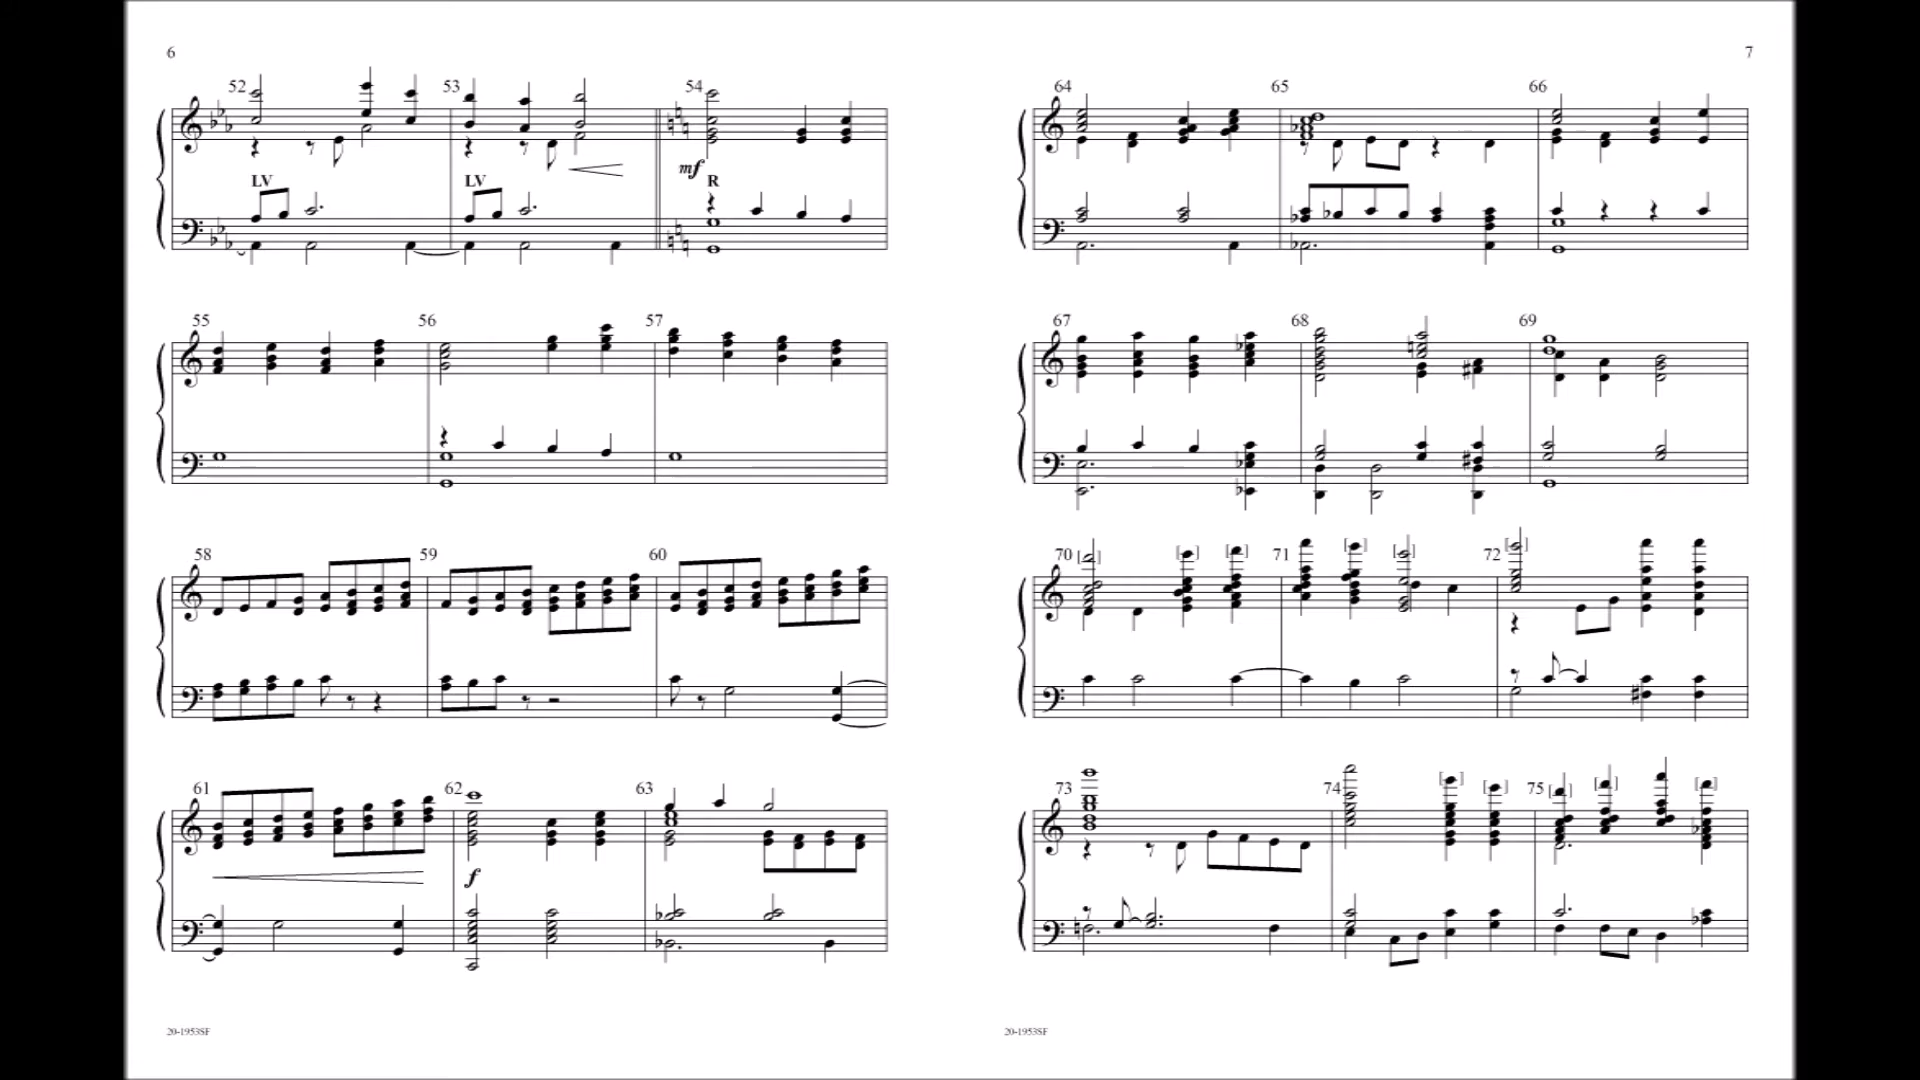 6
52 53 54
mf
LV LV R
55 56 57
58 59 60
61 62 63
f
20-1953SF
7
64 65 66
67 68 69
70 [ ] [ ] [ ] 71 [ ] [ ] 72 [ ]
73 74 [ ] [ ] 75 [ ] [ ] [ ]
20-1953SF